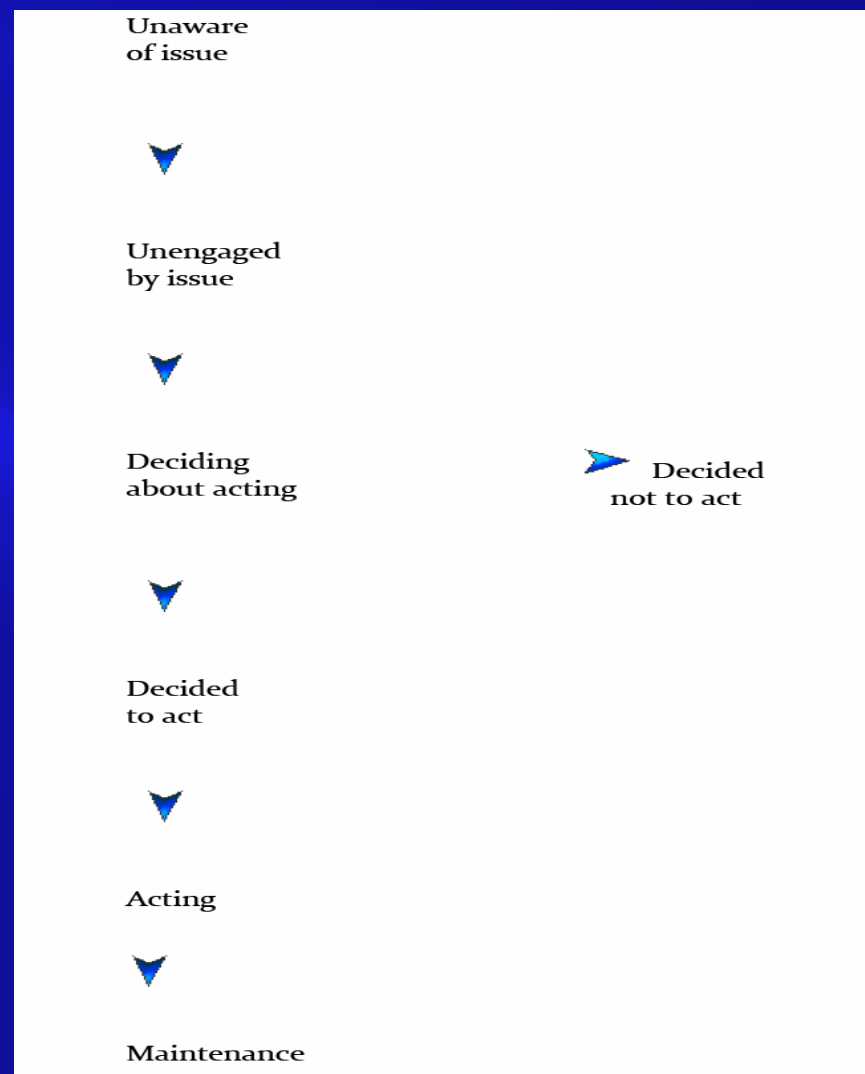 Unaware
of issue
Unengaged
by issue
Deciding
about acting
Decided
not to act
Decided
to act
Acting
Maintenance